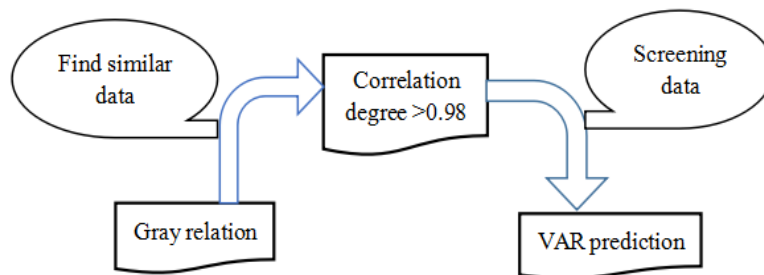 Find similar
data
Correlation
degree >0.98
Screening
data
Gray relation
VAR prediction